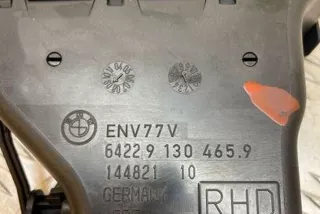 ENV77V
6422 9 130 465.9
144821 10
GERMANY
RHD